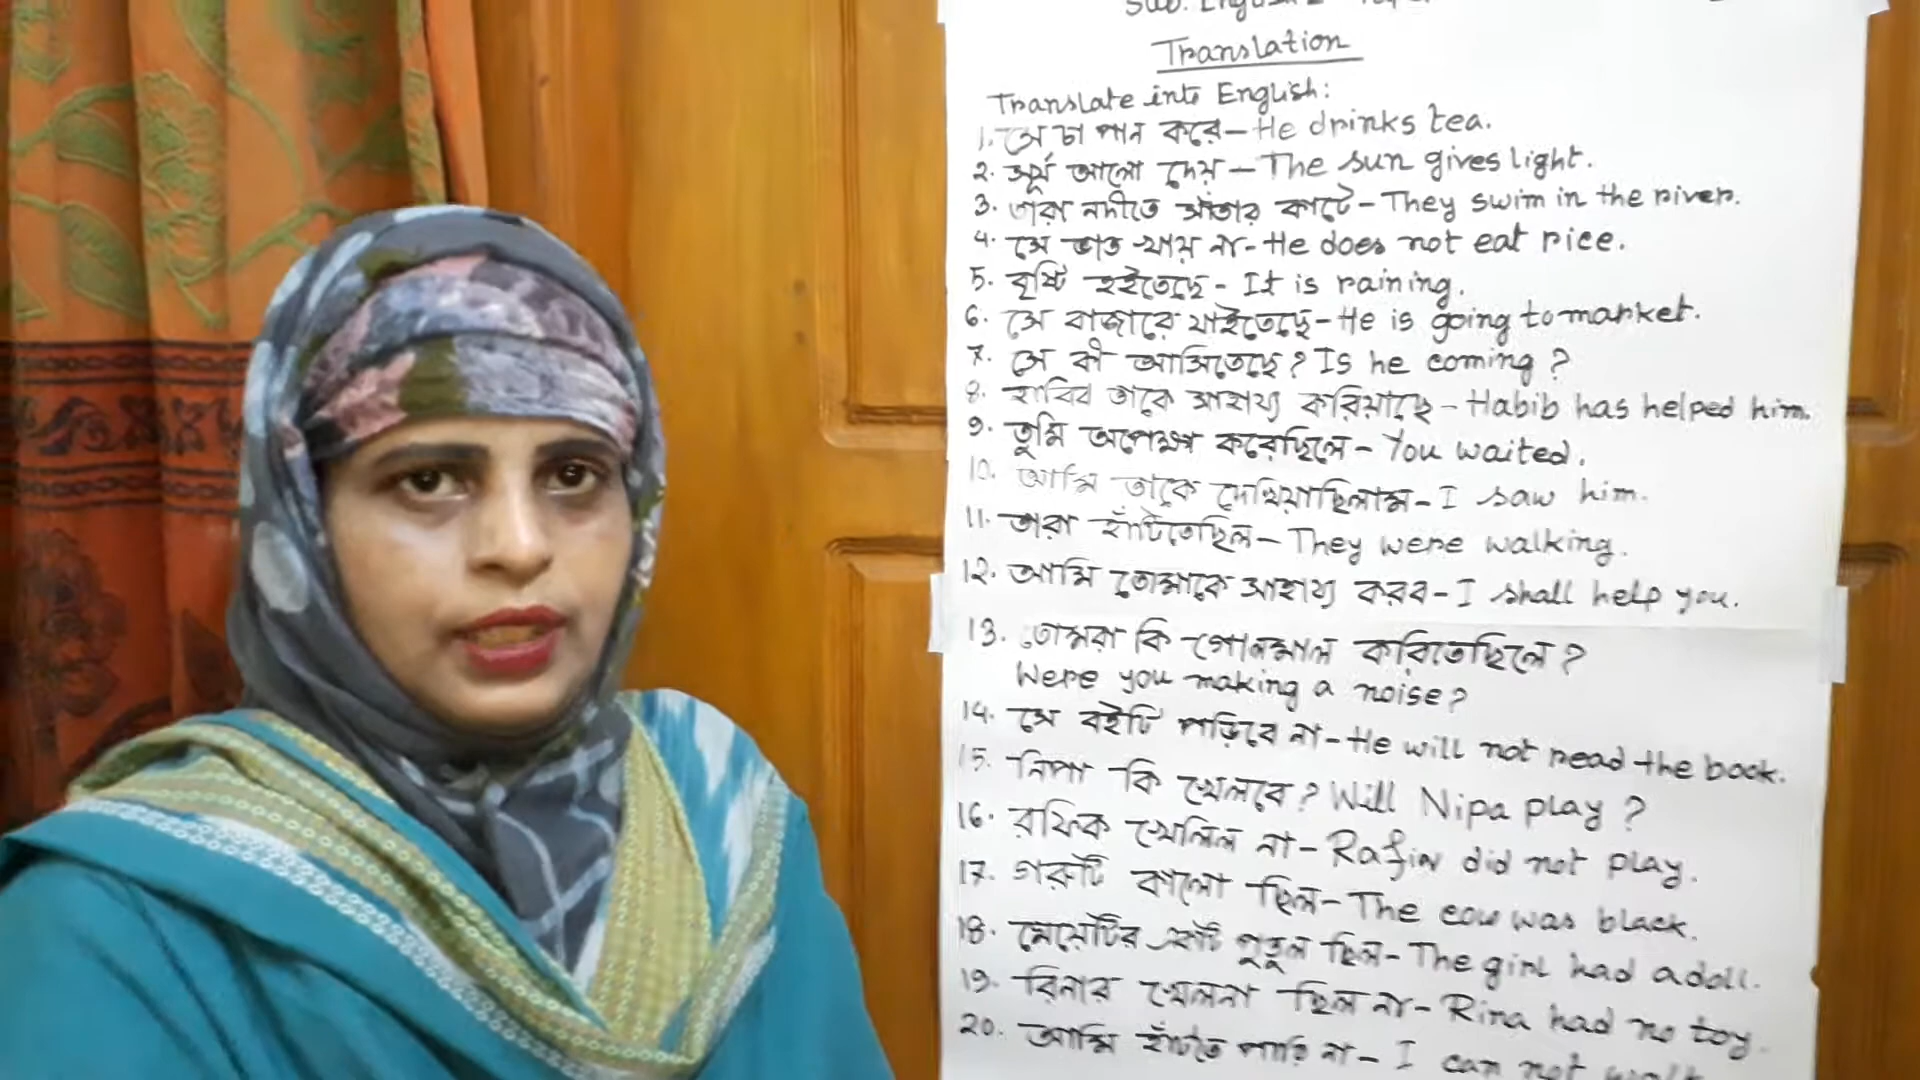 Sub. English 2
Translation
Translate into English:
1. সে চা পান করে – He drinks tea.
2. সূর্য আলো দেয় – The sun gives light.
3. তারা নদীতে সাঁতার কাটে – They swim in the river.
4. সে ভাত খায় না - He does not eat rice.
5. বৃষ্টি হইতেছে - It is raining.
6. সে বাজারে যাইতেছে – He is going to market.
7. সে কী আসিতেছে? Is he coming?
8. হাবিব তাকে সাহায্য করিয়াছে – Habib has helped him.
9. তুমি অপেক্ষা করেছিলে – You waited.
10. আমি তাকে দেখিয়াছিলাম – I saw him.
11. তারা হাঁটিতেছিল – They were walking.
12. আমি তোমাকে সাহায্য করব – I shall help you.
13. তোমরা কি গোলমাল করিতেছিলে?
Were you making a noise?
14. সে বইটি পড়িবে না – He will not read the book.
15. নিপা কি খেলবে? Will Nipa play?
16. রফিক খেলিল না – did not play.
17. গরুটি কালো ছিল – The cow was black.
18. মেয়েটির একটি পুতুল ছিল – The girl had a doll.
19. রিনার খেলনা ছিল না – Rina had no toy.
20. আমি হাঁটতে পারি না – I can not walk